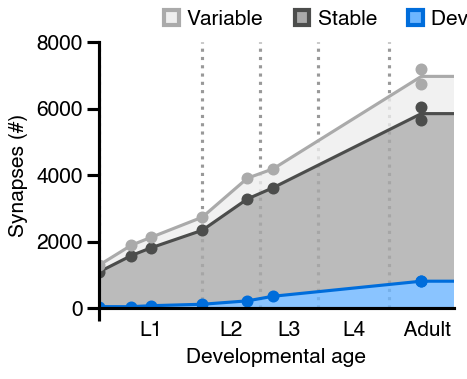 Variable Stable Dev
8000
6000
4000
2000
0
Synapses (#)
L1 L2 L3 L4 Adult
Developmental age